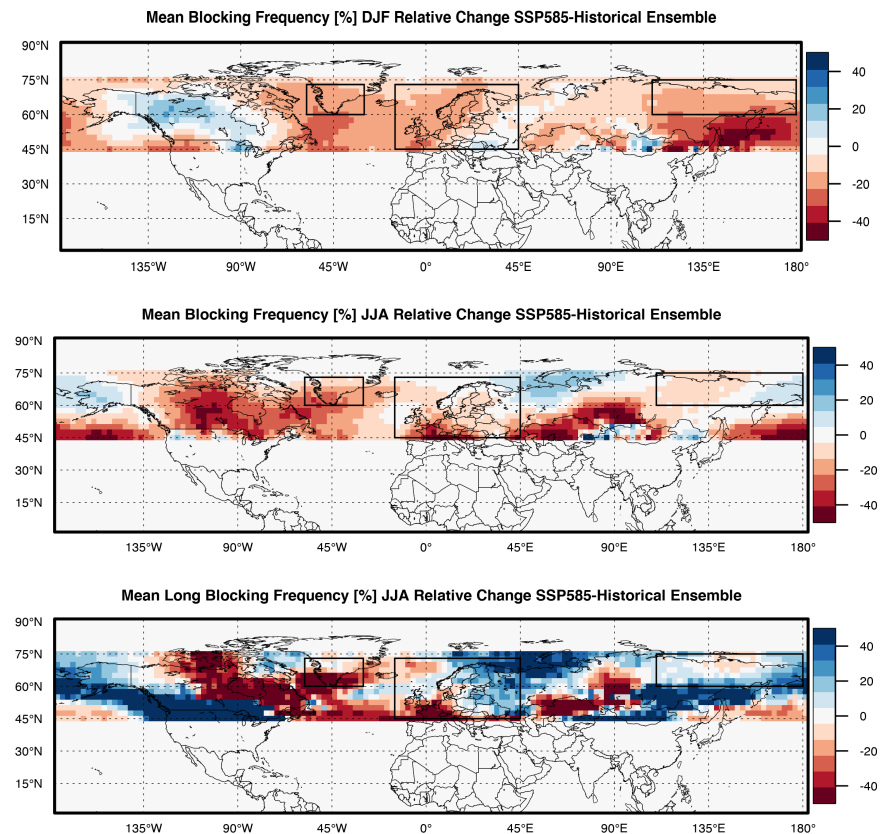 Mean Blocking Frequency [%] DJF Relative Change SSP585-Historical Ensemble
90°N
75°N
60°N
45°N
30°N
15°N
135°W 90°W 45°W 0° 45°E 90°E 135°E 180°
40
20
0
-20
-40
Mean Blocking Frequency [%] JJA Relative Change SSP585-Historical Ensemble
90°N
75°N
60°N
45°N
30°N
15°N
135°W 90°W 45°W 0° 45°E 90°E 135°E 180°
40
20
0
-20
-40
Mean Long Blocking Frequency [%] JJA Relative Change SSP585-Historical Ensemble
90°N
75°N
60°N
45°N
30°N
15°N
135°W 90°W 45°W 0° 45°E 90°E 135°E 180°
40
20
0
-20
-40